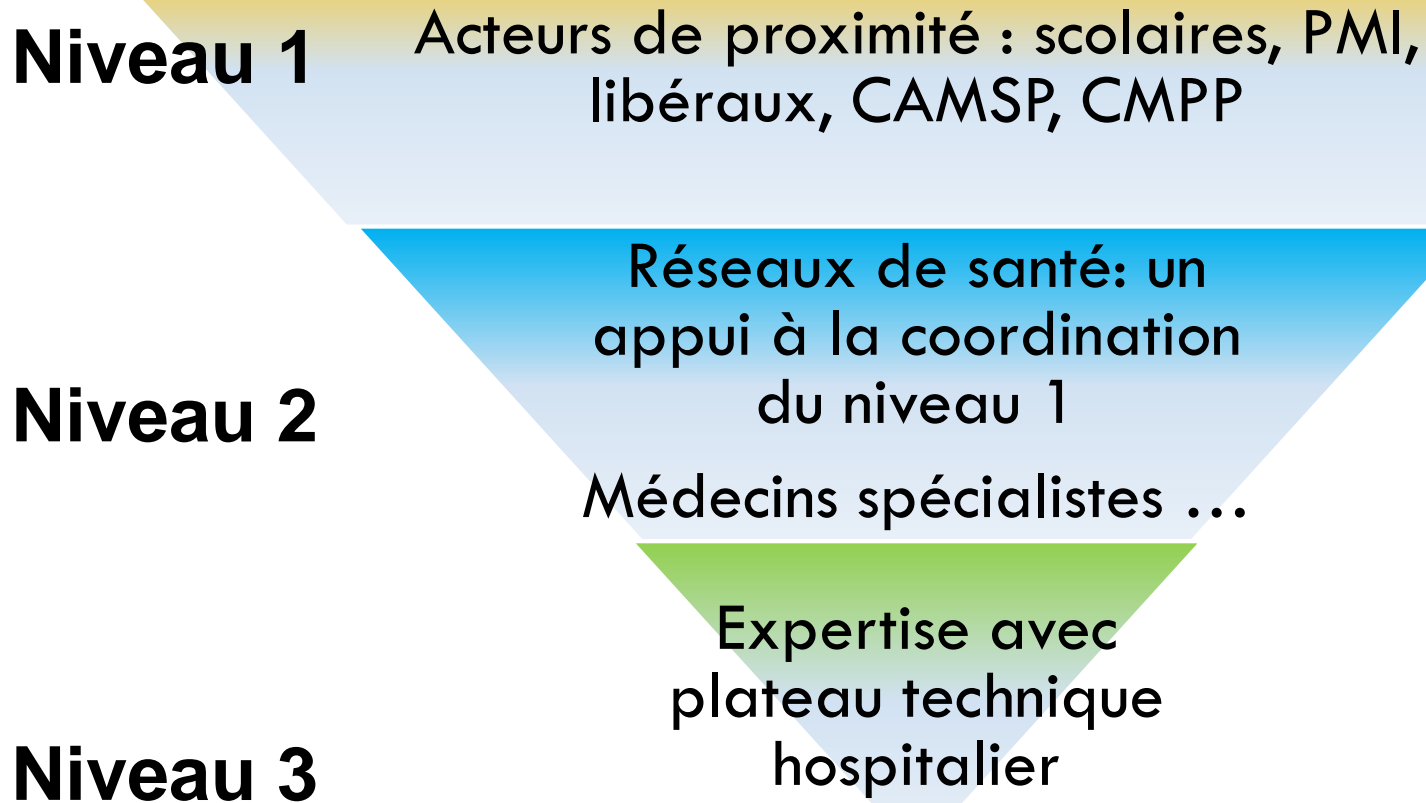 Niveau 1
Acteurs de proximité : scolaires, PMI,
libéraux, CAMSP, CMPP
Réseaux de santé: un
appui à la coordination
du niveau 1
Niveau 2
Médecins spécialistes ...
Expertise avec
plateau technique
hospitalier
Niveau 3